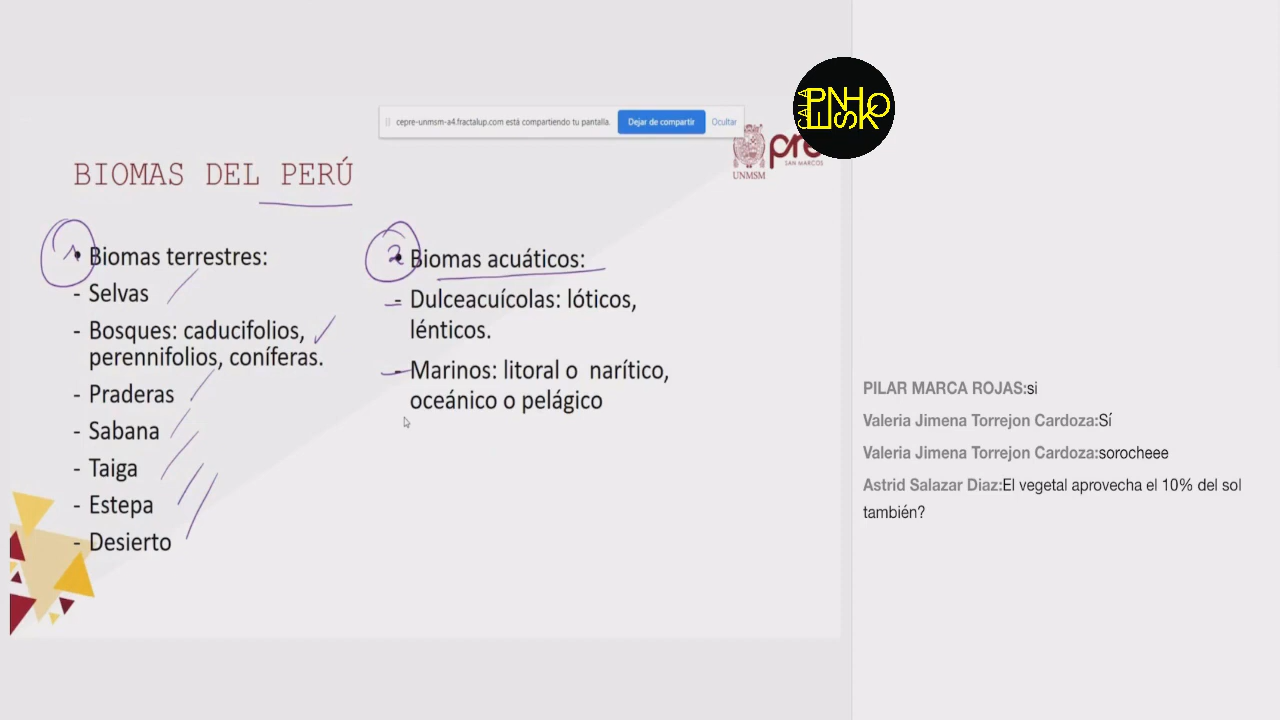 cepre-unmsm-a4.fractalup.com está compartiendo tu pantalla.
Dejar de compartir
Ocultar
CALA
PENHSKO
UNMSM
pre
SAN MARCOS
BIOMAS DEL PERÚ
1
• Biomas terrestres:
- Selvas
- Bosques: caducifolios,
perennifolios, coníferas.
- Praderas
- Sabana
- Taiga
- Estepa
- Desierto
2
• Biomas acuáticos:
- Dulceacuícolas: lóticos,
lénticos.
- Marinos: litoral o narítico,
oceánico o pelágico
PILAR MARCA ROJAS:si
Valeria Jimena Torrejon Cardoza:Sí
Valeria Jimena Torrejon Cardoza:sorocheee
Astrid Salazar Diaz:El vegetal aprovecha el 10% del sol
también?